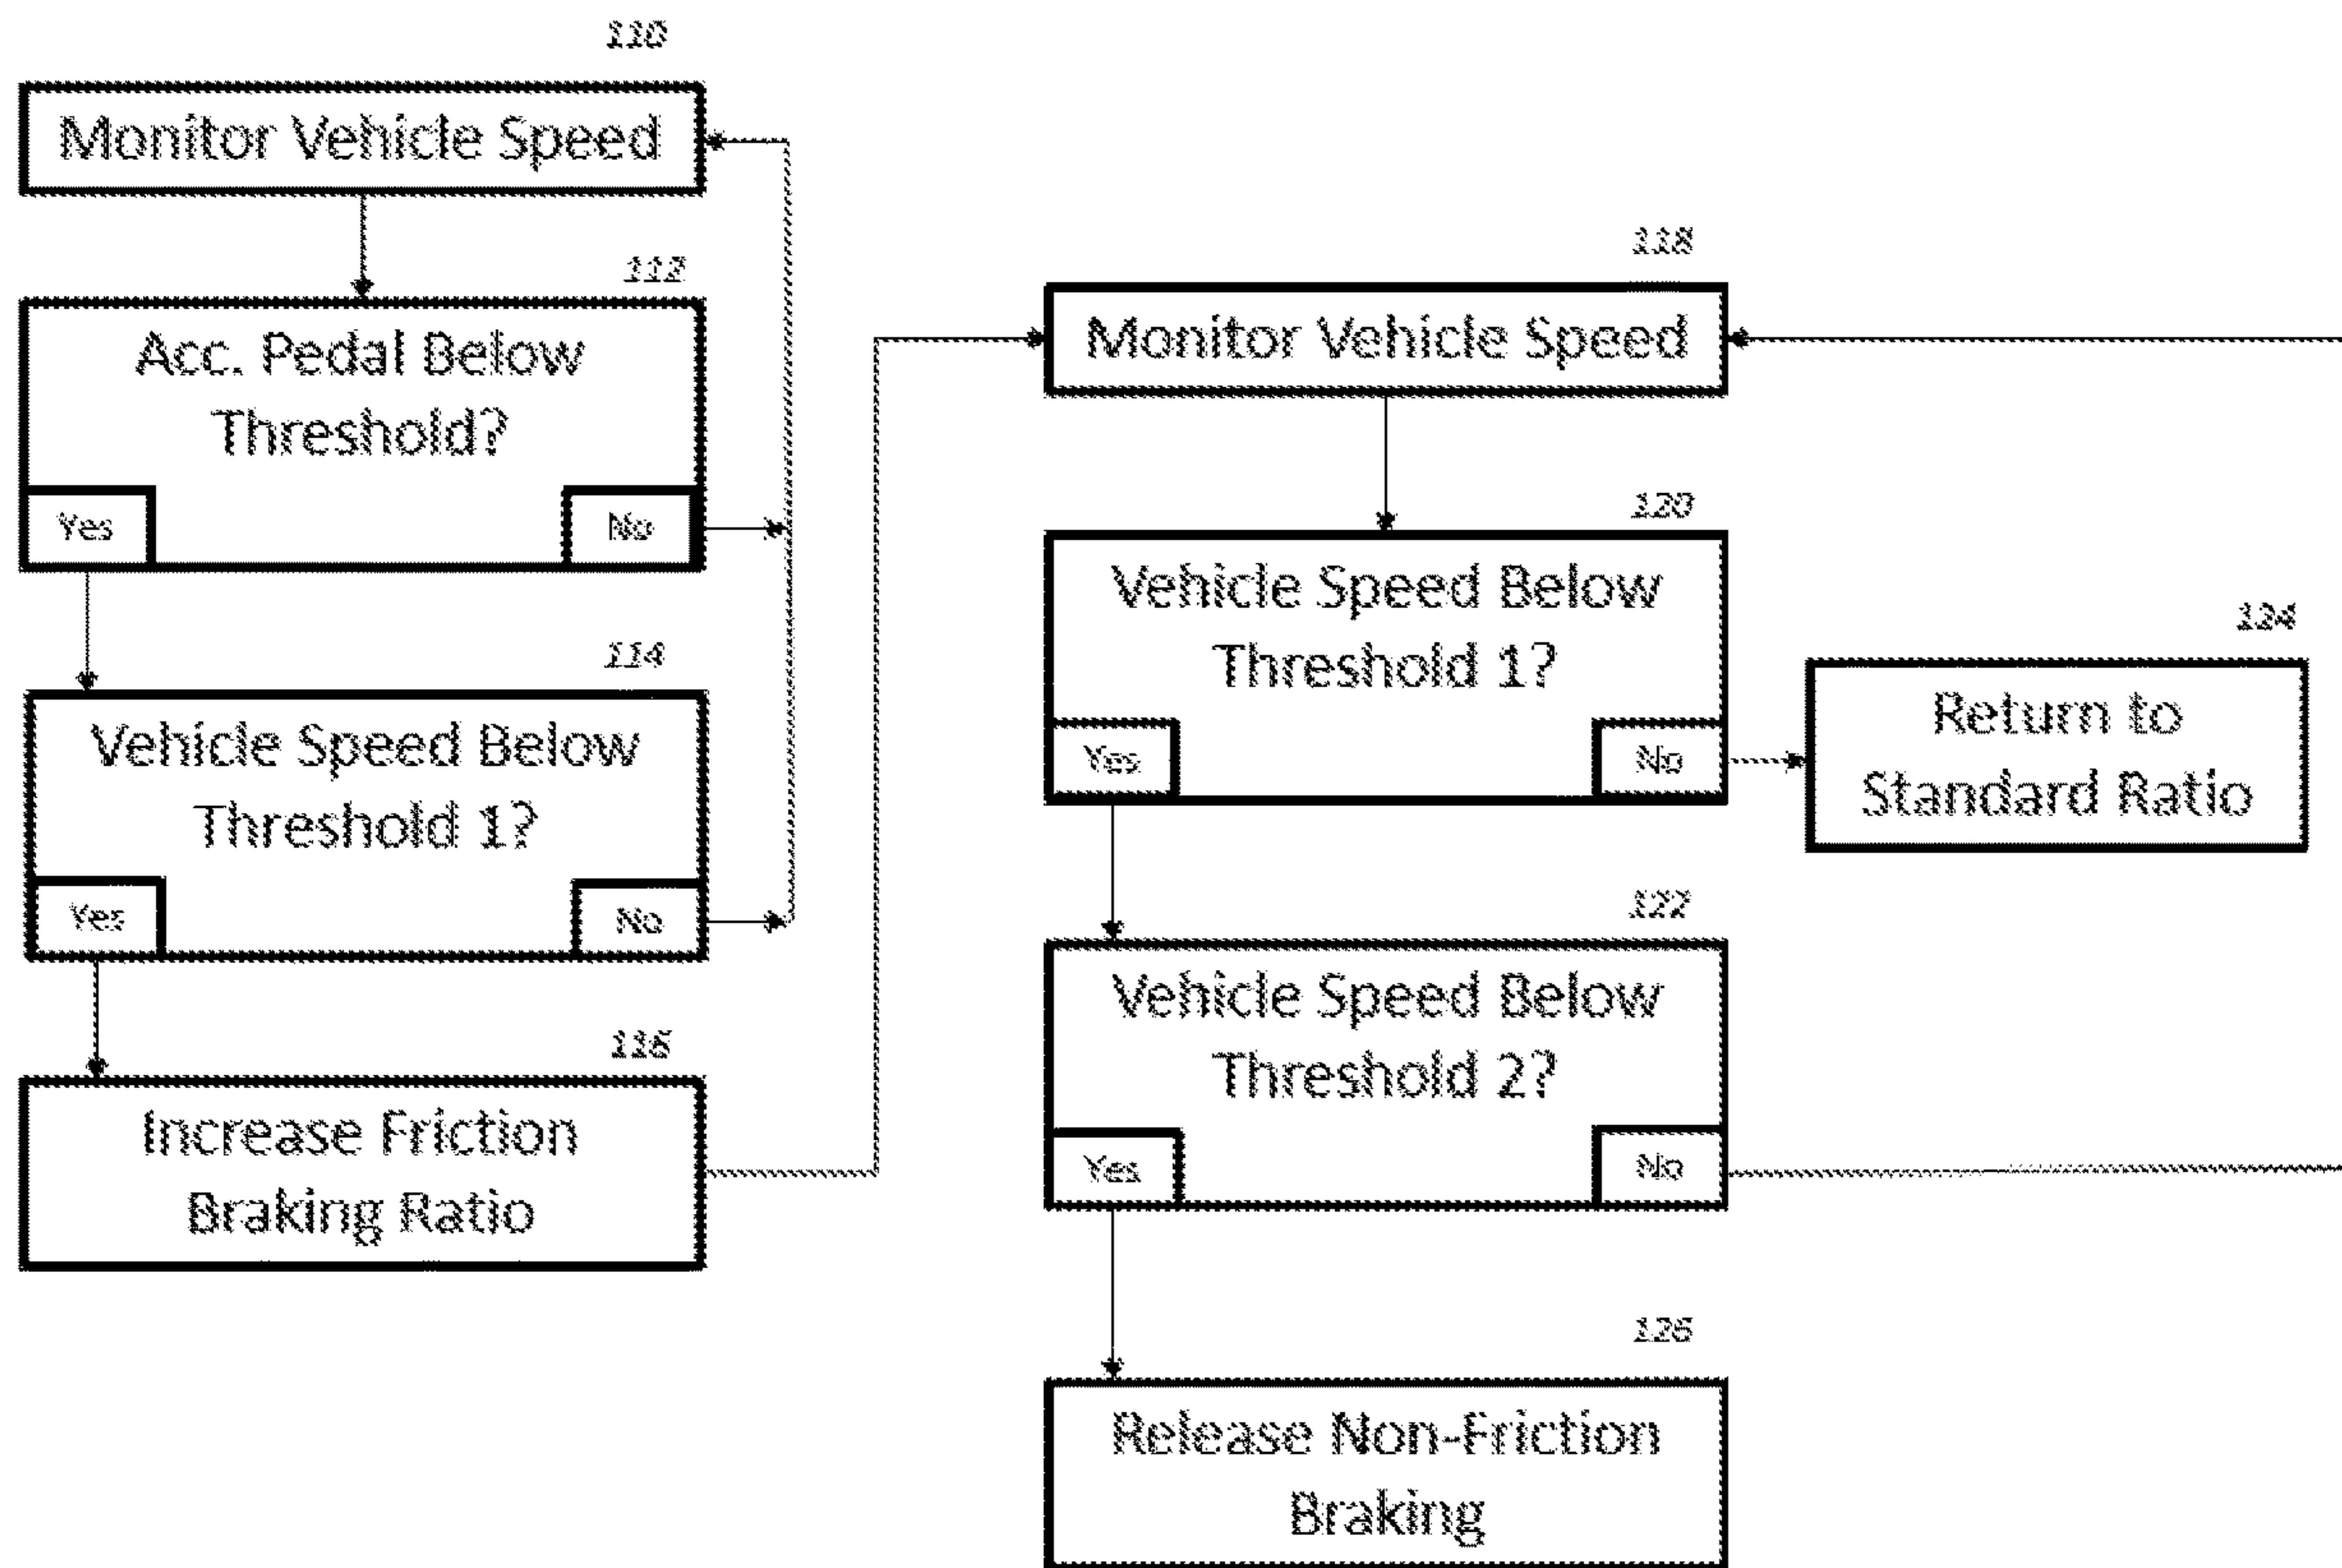 110
Monitor Vehicle Speed
112
Acc. Pedal Below
Threshold?
Yes
No
114
Vehicle Speed Below
Threshold 1?
Yes
No
116
Increase Friction
Braking Ratio
118
Monitor Vehicle Speed
120
Vehicle Speed Below
Threshold 1?
Yes
No
124
Return to
Standard Ratio
122
Vehicle Speed Below
Threshold 2?
Yes
No
126
Release Non-Friction
Braking